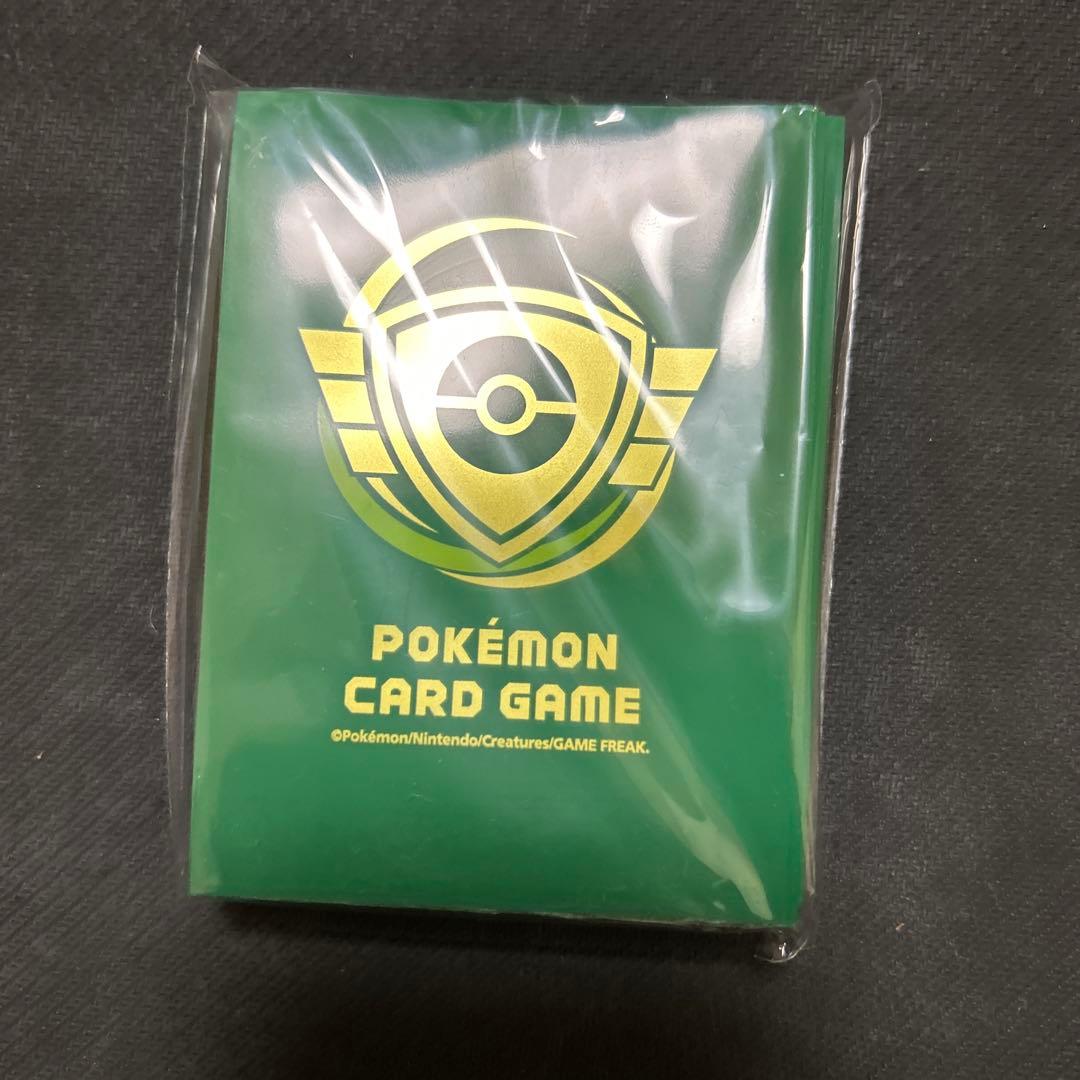 POKÉMON
CARD GAME
©Pokémon/Nintendo/Creatures/GAME FREAK.